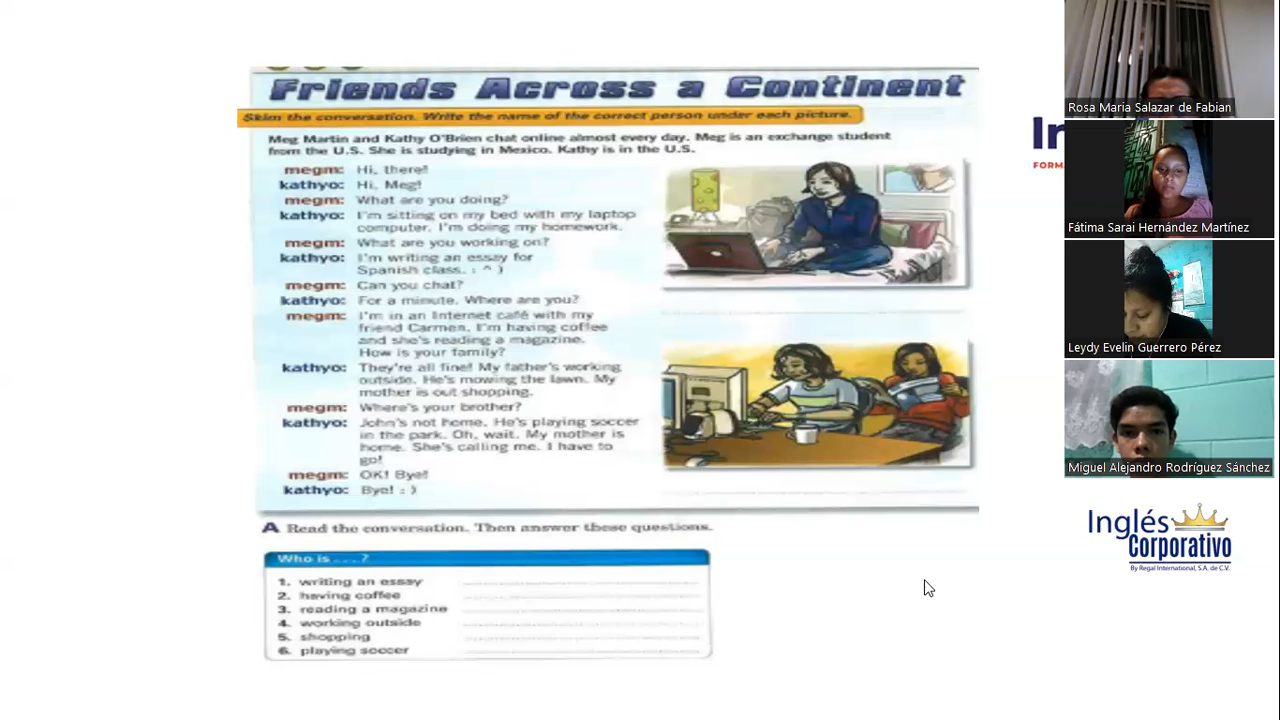 Friends Across a Continent
Skim the conversation. Write the name of the correct person under each picture.
Meg Martin and Kathy O'Brien chat online almost every day. Meg is an exchange student
from the U.S. She is studying in Mexico. Kathy is in the U.S.
megm: Hi, there!
kathyo: Hi, Meg!
megm: What are you doing?
kathyo: I'm sitting on my bed with my laptop
computer. I'm doing my homework.
megm: What are you working on?
kathyo: I'm writing an essay for
Spanish class. : ^ )
megm: Can you chat?
kathyo: For a minute. Where are you?
megm: I'm in an Internet café with my
friend Carmen. I'm having coffee
and she's reading a magazine.
How is your family?
kathyo: They're all fine! My father's working
outside. He's mowing the lawn. My
mother is out shopping.
megm: Where's your brother?
kathyo: John's not home. He's playing soccer
in the park. Oh, wait. My mother is
home. She's calling me. I have to
go!
megm: OK! Bye!
kathyo: Bye! : )
A Read the conversation. Then answer these questions.
Who is . . . ?
1. writing an essay
2. having coffee
3. reading a magazine
4. working outside
5. shopping
6. playing soccer
In
FORM
Rosa Maria Salazar de Fabian
Fátima Sarai Hernández Martínez
Leydy Evelin Guerrero Pérez
Miguel Alejandro Rodríguez Sánchez
Inglés
Corporativo
By Regal International, S.A. de C.V.